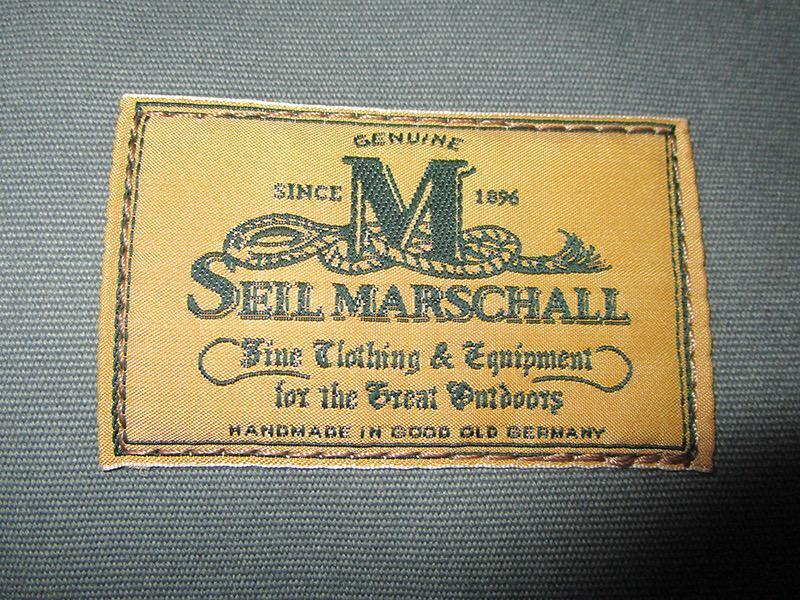 GENUINE
M
SINCE 1896
SEIL MARSCHALL
Fine Clothing & Equipment
for the Great Outdoors
HANDMADE IN GOOD OLD GERMANY